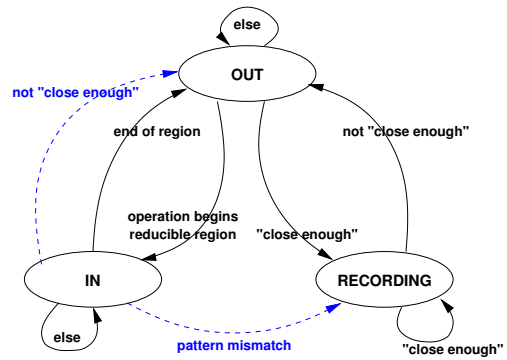 else
OUT
not "close enough"
end of region
not "close enough"
operation begins
reducible region
"close enough"
IN
RECORDING
else
pattern mismatch
"close enough"